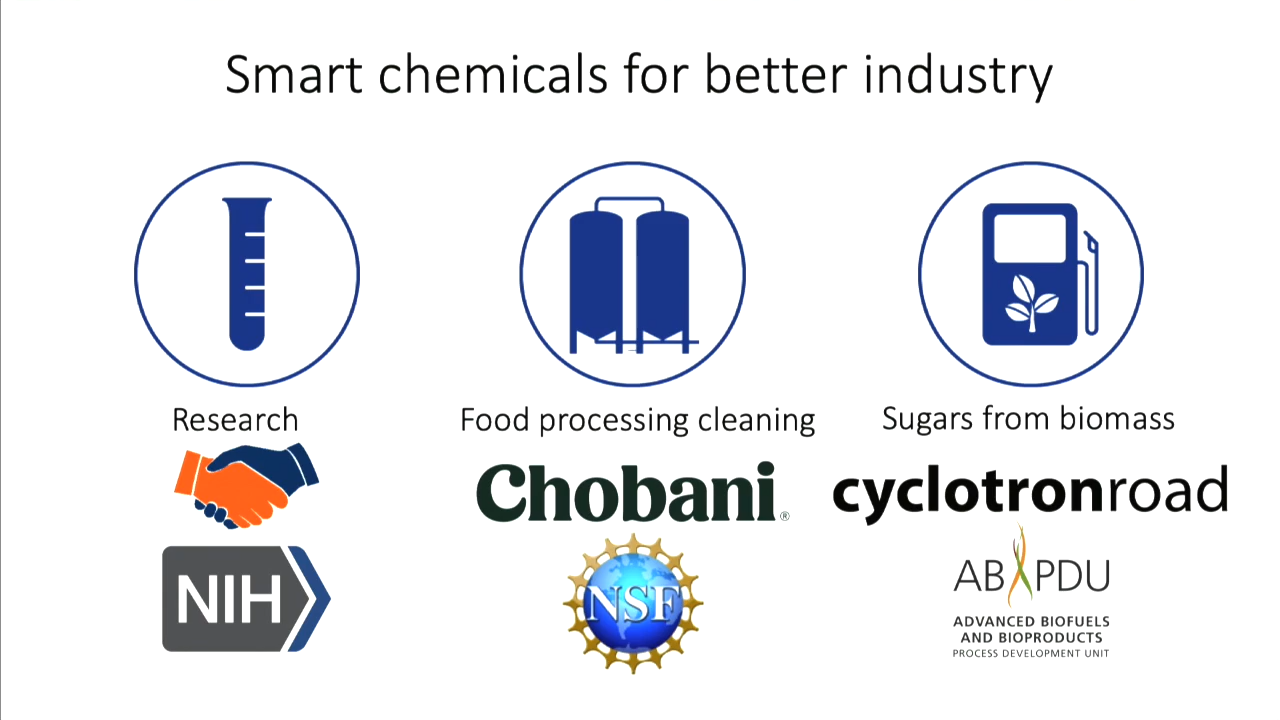 Smart chemicals for better industry
Research
Food processing cleaning
Sugars from biomass
Chobani®
cyclotronroad
NIH
NSF
ABPDU
ADVANCED BIOFUELS
AND BIOPRODUCTS
PROCESS DEVELOPMENT UNIT